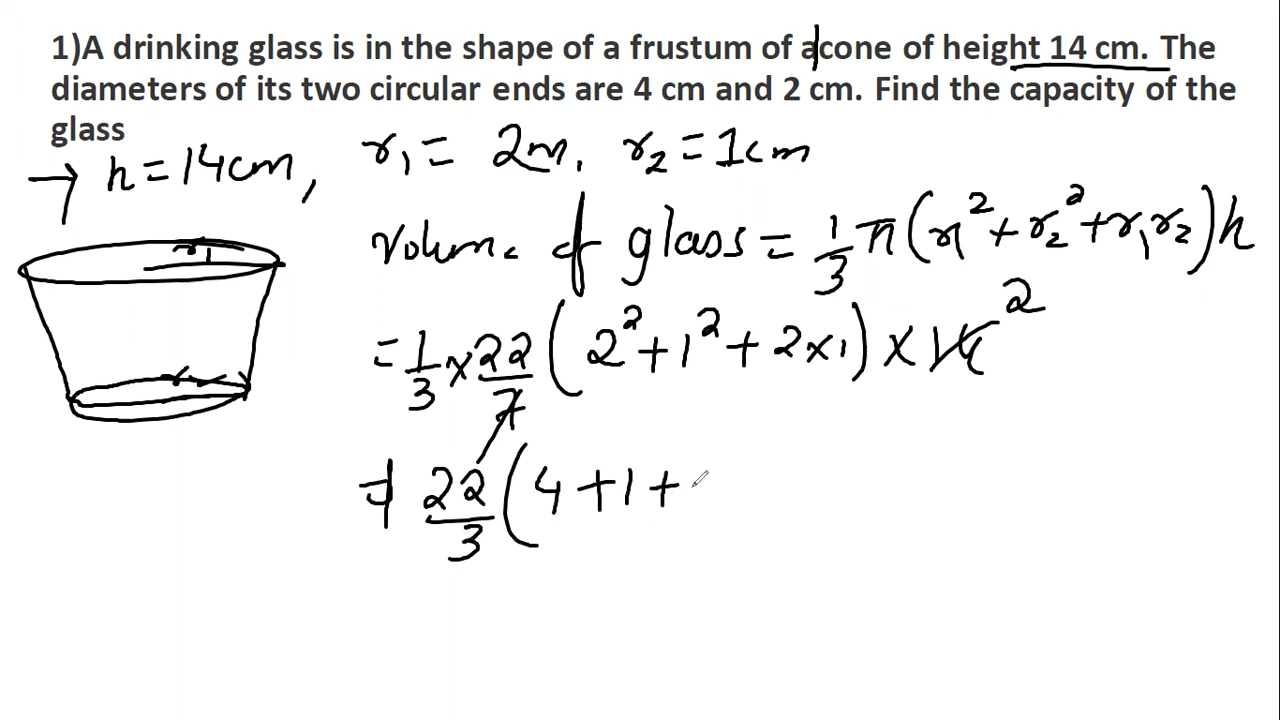 1)A drinking glass is in the shape of a frustum of a cone of height 14 cm. The
diameters of its two circular ends are 4 cm and 2 cm. Find the capacity of the
glass
→ h = 14cm, r₁ = 2m, r₂ = 1cm
r₁
Volume of glass = 1/3 π(r1² + r₂² + r₁r₂)h
= 1/3 × 22/7 (2² + 1² + 2×1) × 14 2
= 22/3 (4 + 1 +